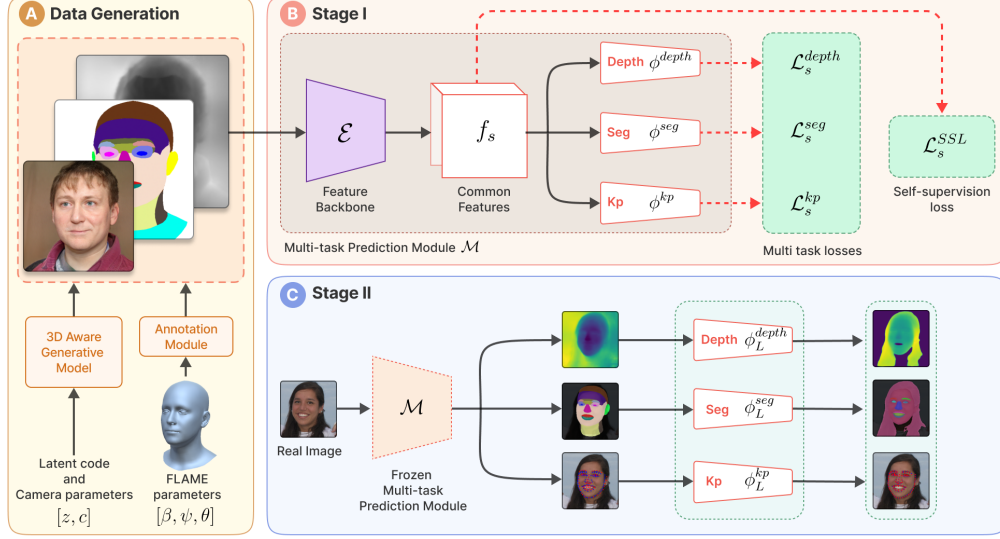 A Data Generation
3D Aware
Generative
Model
Annotation
Module
Latent code
and
Camera parameters
[z, c]
FLAME
parameters
[β, ψ, θ]
B Stage I
ℰ
Feature
Backbone
f_s
Common
Features
Depth ϕ^{depth}
Seg ϕ^{seg}
Kp ϕ^{kp}
Multi-task Prediction Module ℳ
ℒ_s^{depth}
ℒ_s^{seg}
ℒ_s^{kp}
Multi task losses
ℒ_s^{SSL}
Self-supervision
loss
C Stage II
Real Image
ℳ
Frozen
Multi-task
Prediction Module
Depth ϕ_L^{depth}
Seg ϕ_L^{seg}
Kp ϕ_L^{kp}